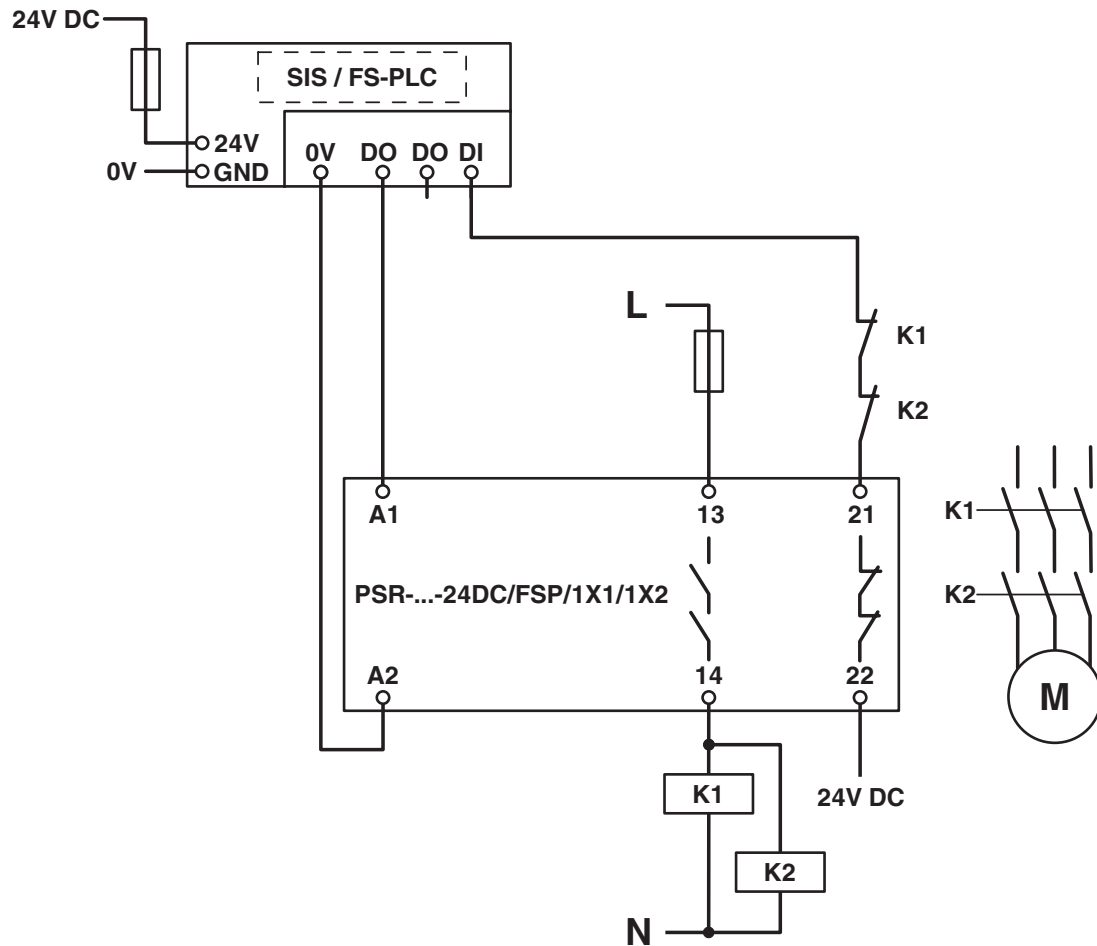 24V DC
SIS / FS-PLC
24V
0V
GND
0V DO DO DI
L
K1
K2
A1
13
21
K1
PSR-...-24DC/FSP/1X1/1X2
K2
A2
14
22
M
K1
24V DC
K2
N